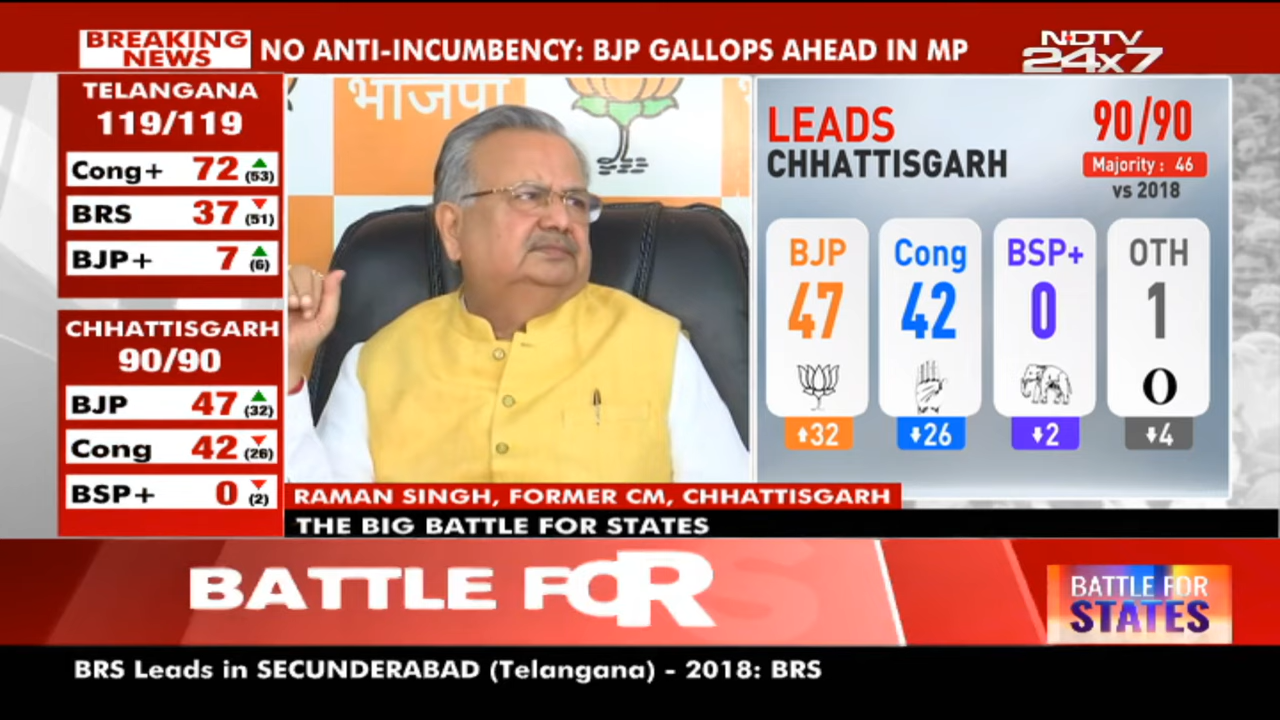 BREAKING
NEWS
NO ANTI-INCUMBENCY: BJP GALLOPS AHEAD IN MP
NDTV
24x7
TELANGANA
119/119
Cong+ 72 (53)
BRS 37 (51)
BJP+ 7 (6)
CHHATTISGARH
90/90
BJP 47 (32)
Cong 42 (26)
BSP+ 0 (2)
भाजपा
LEADS
CHHATTISGARH
90/90
Majority : 46
vs 2018
BJP
47
32
Cong
42
26
BSP+
0
2
OTH
1
O
4
RAMAN SINGH, FORMER CM, CHHATTISGARH
THE BIG BATTLE FOR STATES
BATTLE FOR S
BATTLE FOR
STATES
BRS Leads in SECUNDERABAD (Telangana) - 2018: BRS